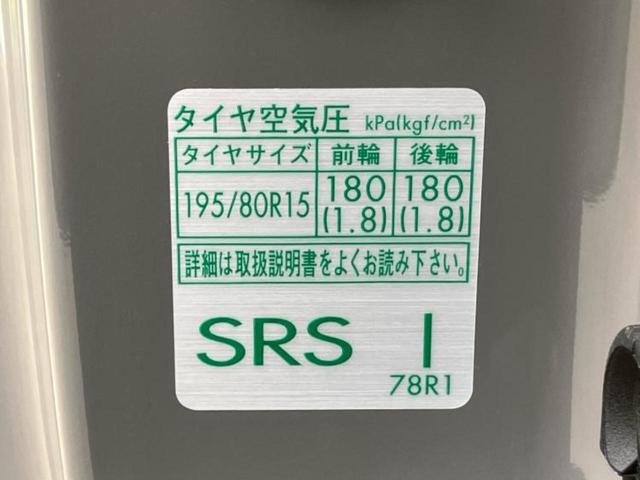 タイヤ空気圧 kPa(kgf/cm²)
タイヤサイズ 前輪 後輪
195/80R15 180 180
(1.8) (1.8)
詳細は取扱説明書をよくお読み下さい。
SRS I
78R1